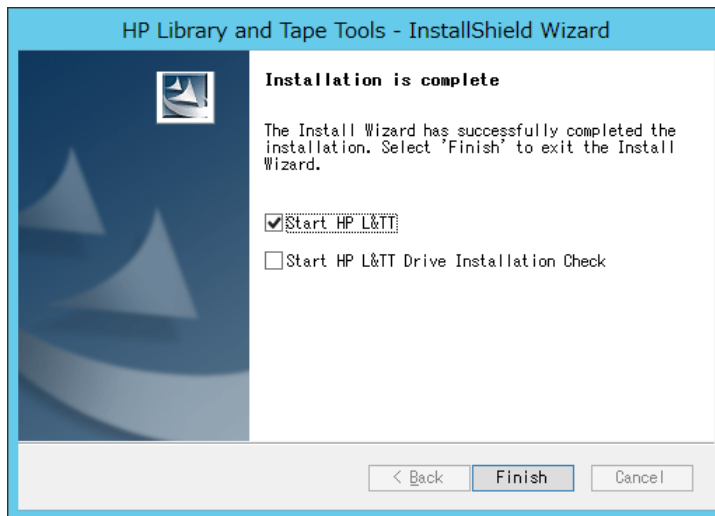 HP Library and Tape Tools - InstallShield Wizard
Installation is complete
The Install Wizard has successfully completed the
installation. Select 'Finish' to exit the Install
Wizard.
Start HP L&TT
Start HP L&TT Drive Installation Check
< Back
Finish
Cancel